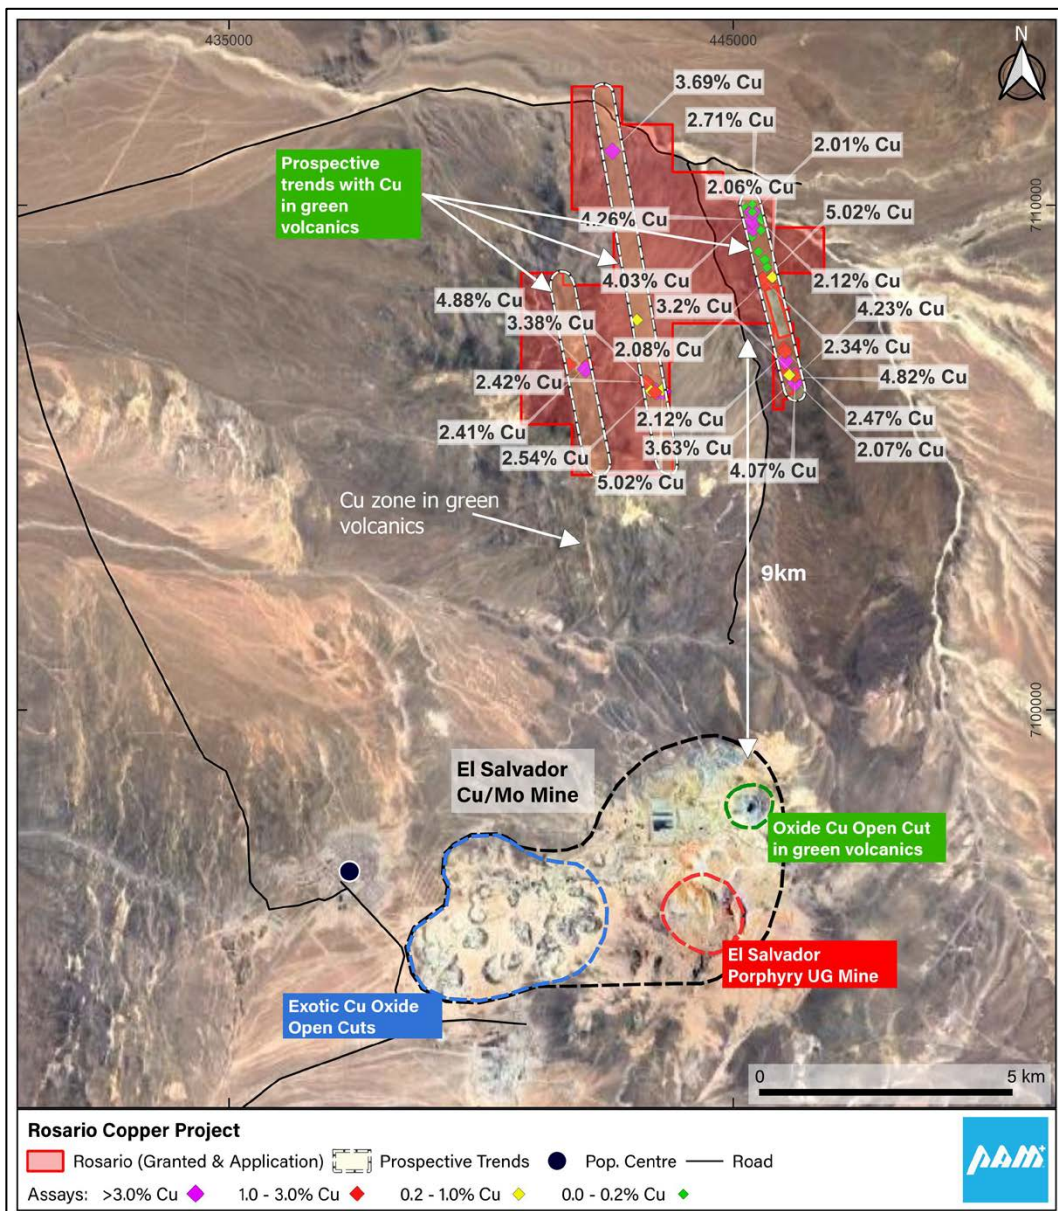 435000
445000
N
3.69% Cu
2.71% Cu
2.01% Cu
Prospective
trends with Cu
in green
volcanics
2.06% Cu
7110000
4.26% Cu
5.02% Cu
4.03% Cu
2.12% Cu
4.88% Cu
3.2% Cu
4.23% Cu
3.38% Cu
2.08% Cu
2.34% Cu
2.42% Cu
4.82% Cu
2.41% Cu
2.12% Cu
2.47% Cu
2.54% Cu
3.63% Cu
2.07% Cu
5.02% Cu
4.07% Cu
Cu zone in green
volcanics
9km
7100000
El Salvador
Cu/Mo Mine
Oxide Cu Open Cut
in green volcanics
El Salvador
Porphyry UG Mine
Exotic Cu Oxide
Open Cuts
0 5 km
Rosario Copper Project
Rosario (Granted & Application) Prospective Trends Pop. Centre Road
Assays: >3.0% Cu 1.0 - 3.0% Cu 0.2 - 1.0% Cu 0.0 - 0.2% Cu
PAM